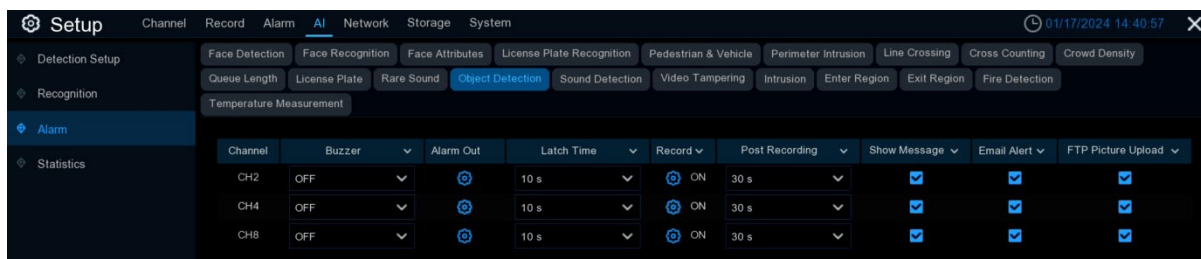 Setup Channel Record Alarm AI Network Storage System 01/17/2024 14:40:57
Detection Setup
Recognition
Alarm
Statistics
Face Detection Face Recognition Face Attributes License Plate Recognition Pedestrian & Vehicle Perimeter Intrusion Line Crossing Cross Counting Crowd Density
Queue Length License Plate Rare Sound Object Detection Sound Detection Video Tampering Intrusion Enter Region Exit Region Fire Detection
Temperature Measurement
Channel Buzzer Alarm Out Latch Time Record Post Recording Show Message Email Alert FTP Picture Upload
CH2 OFF 10 s ON 30 s
CH4 OFF 10 s ON 30 s
CH8 OFF 10 s ON 30 s